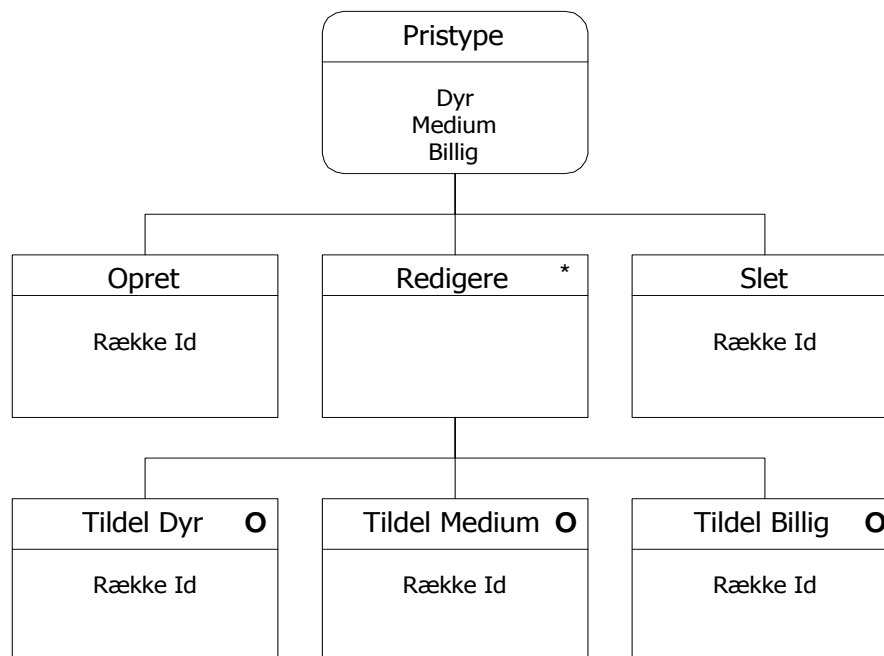 Pristype
Dyr
Medium
Billig
Opret
Række Id
Redigere *
Slet
Række Id
Tildel Dyr O
Række Id
Tildel Medium O
Række Id
Tildel Billig O
Række Id